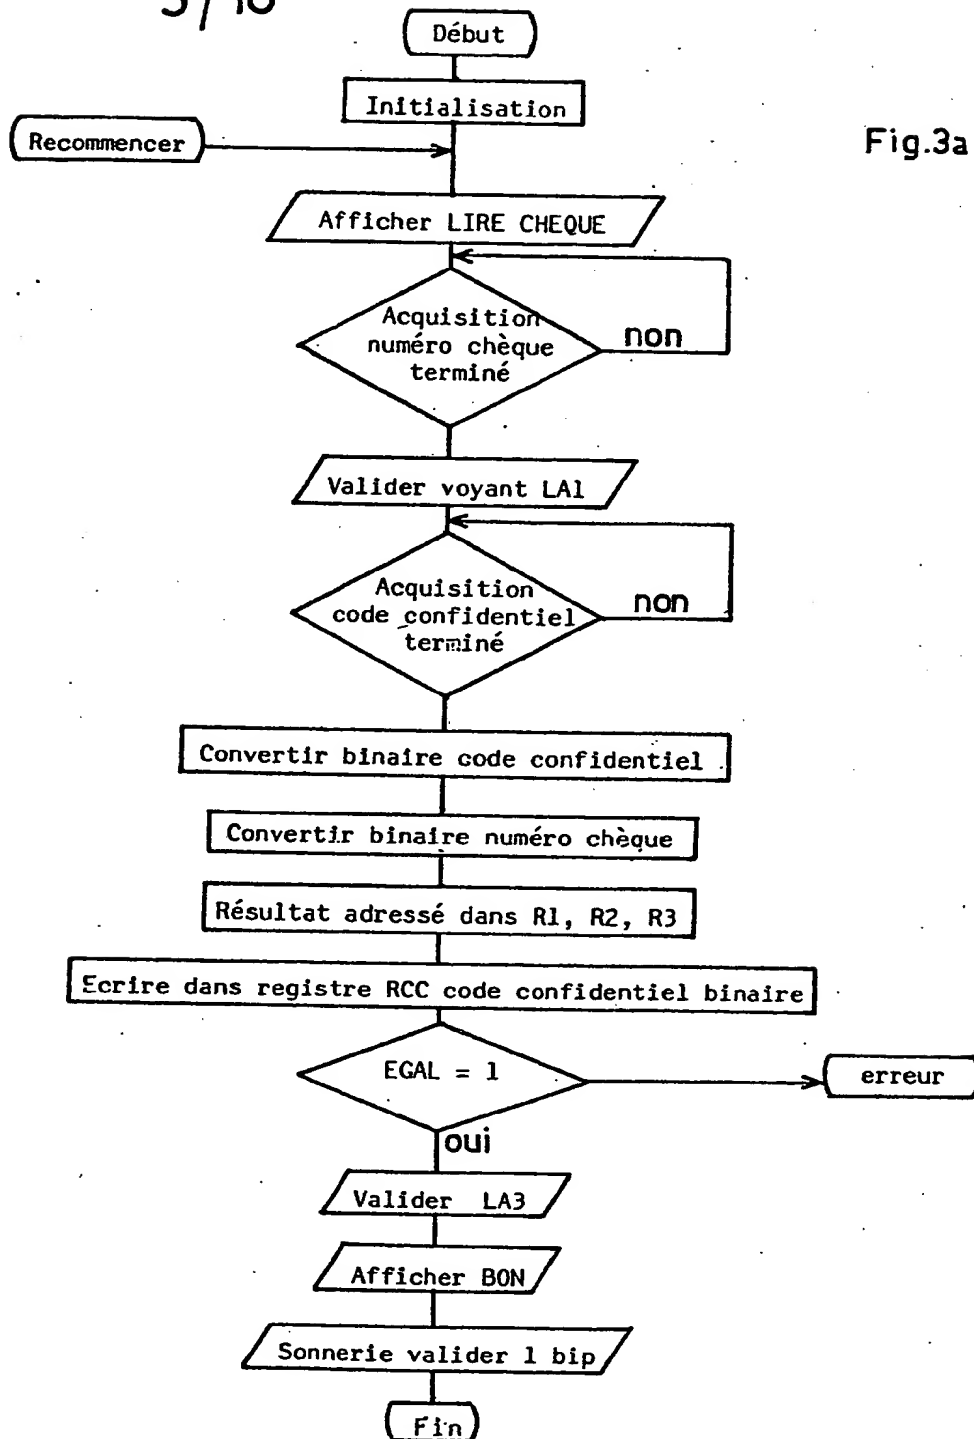 Début
Initialisation
Recommencer
Fig.3a
Afficher LIRE CHEQUE
Acquisition
numéro chèque
terminé
non
Valider voyant LA1
Acquisition
code confidentiel
terminé
non
Convertir binaire code confidentiel
Convertir binaire numéro chèque
Résultat adressé dans R1, R2, R3
Ecrire dans registre RCC code confidentiel binaire
EGAL = 1
erreur
oui
Valider LA3
Afficher BON
Sonnerie valider 1 bip
Fin